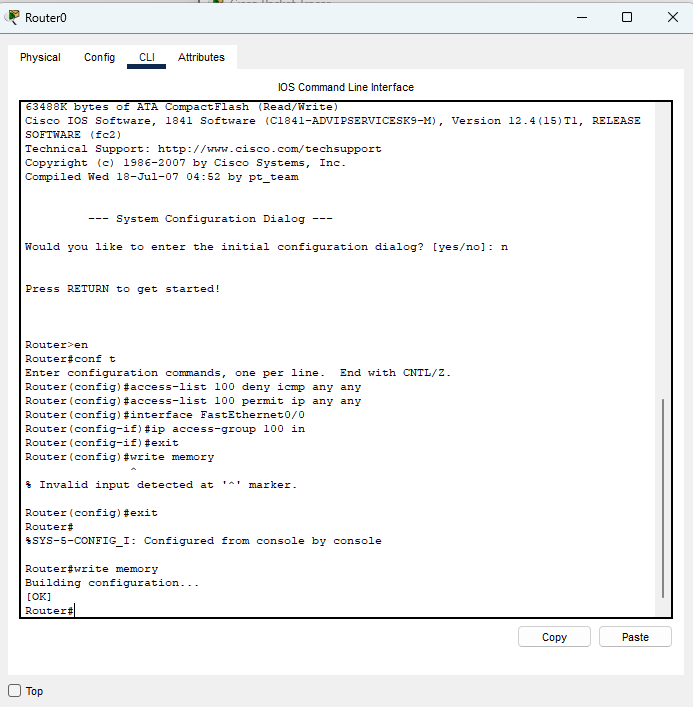 Router0
Physical Config CLI Attributes
IOS Command Line Interface
63488K bytes of ATA CompactFlash (Read/Write)
Cisco IOS Software, 1841 Software (C1841-ADVIPSERVICESK9-M), Version 12.4(15)T1, RELEASE
SOFTWARE (fc2)
Technical Support: http://www.cisco.com/techsupport
Copyright (c) 1986-2007 by Cisco Systems, Inc.
Compiled Wed 18-Jul-07 04:52 by pt_team
--- System Configuration Dialog ---
Would you like to enter the initial configuration dialog? [yes/no]: n
Press RETURN to get started!
Router>en
Router#conf t
Enter configuration commands, one per line.  End with CNTL/Z.
Router(config)#access-list 100 deny icmp any any
Router(config)#access-list 100 permit ip any any
Router(config)#interface FastEthernet0/0
Router(config-if)#ip access-group 100 in
Router(config-if)#exit
Router(config)#write memory
^
% Invalid input detected at '^' marker.
Router(config)#exit
Router#
%SYS-5-CONFIG_I: Configured from console by console
Router#write memory
Building configuration...
[OK]
Router#
Copy Paste
Top